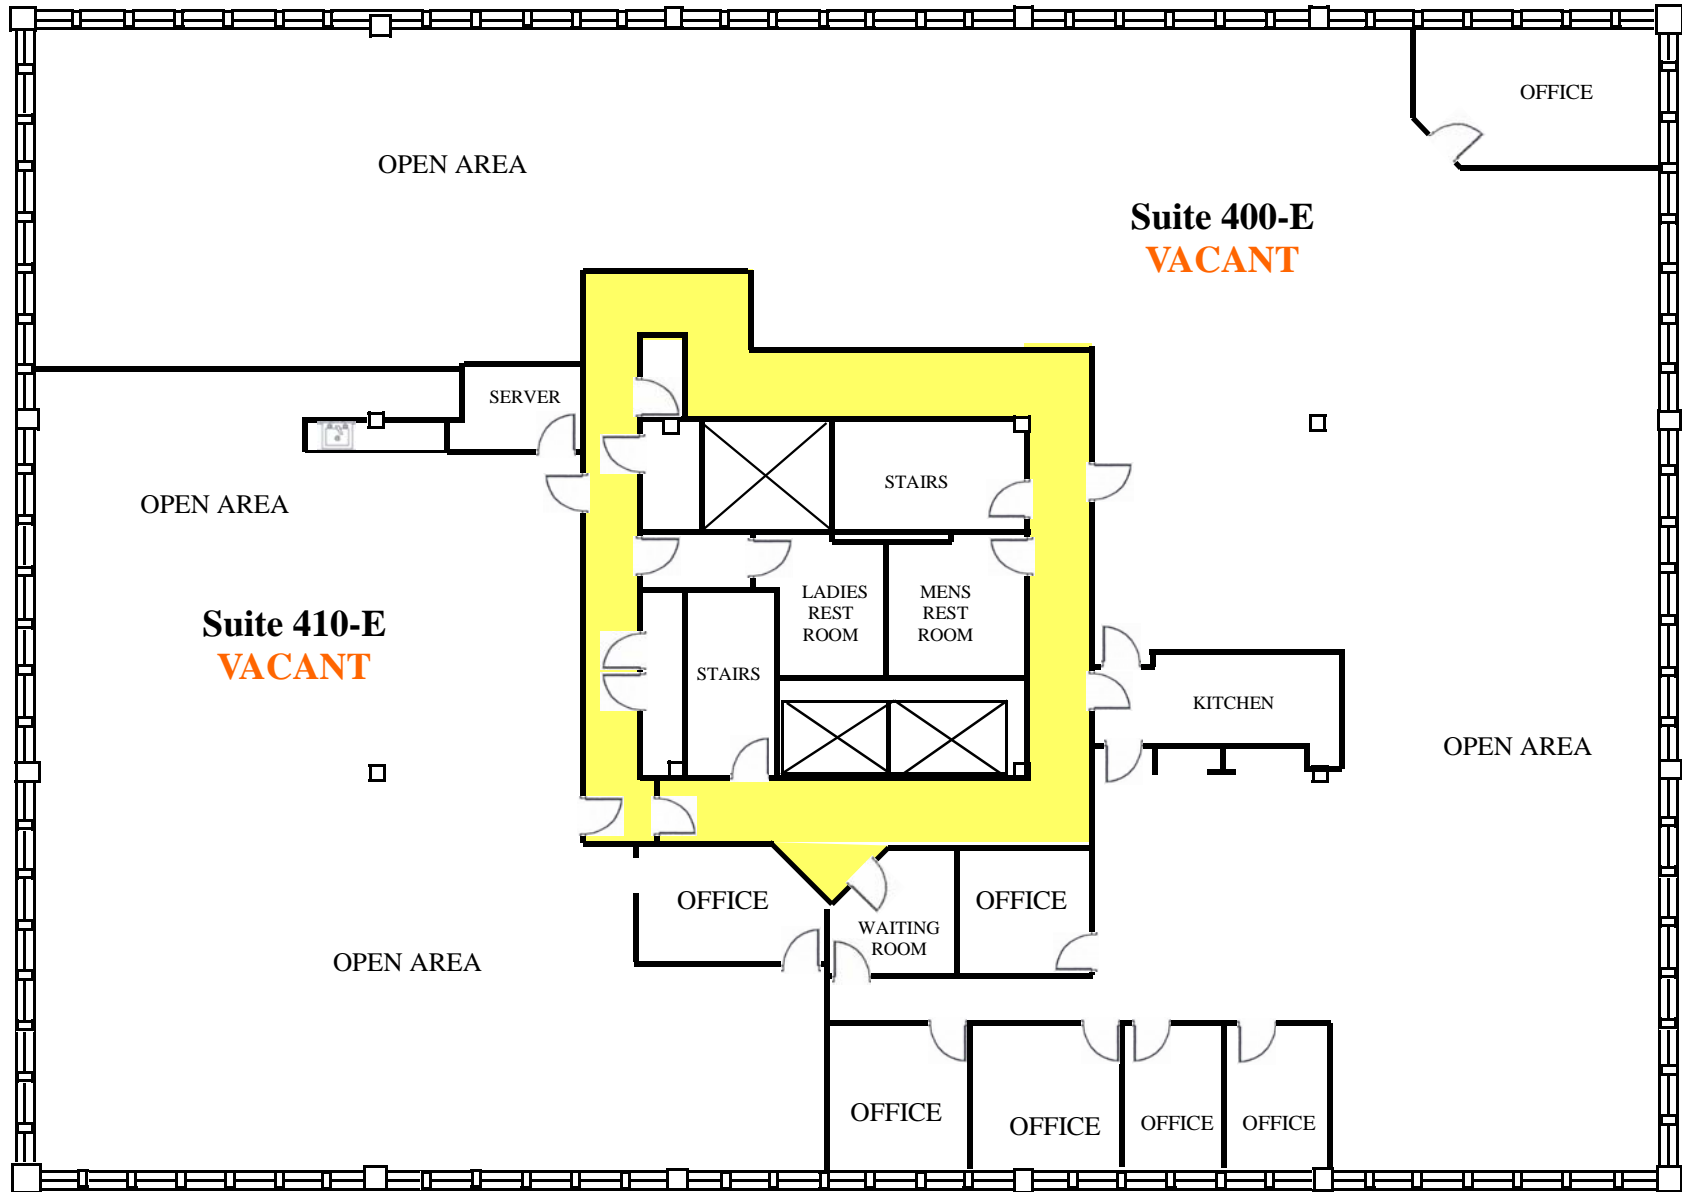 OFFICE
OPEN AREA
Suite 400-E
VACANT
SERVER
STAIRS
OPEN AREA
LADIES
REST
ROOM
MENS
REST
ROOM
Suite 410-E
VACANT
STAIRS
KITCHEN
OPEN AREA
OFFICE
OFFICE
WAITING
ROOM
OPEN AREA
OFFICE
OFFICE
OFFICE
OFFICE